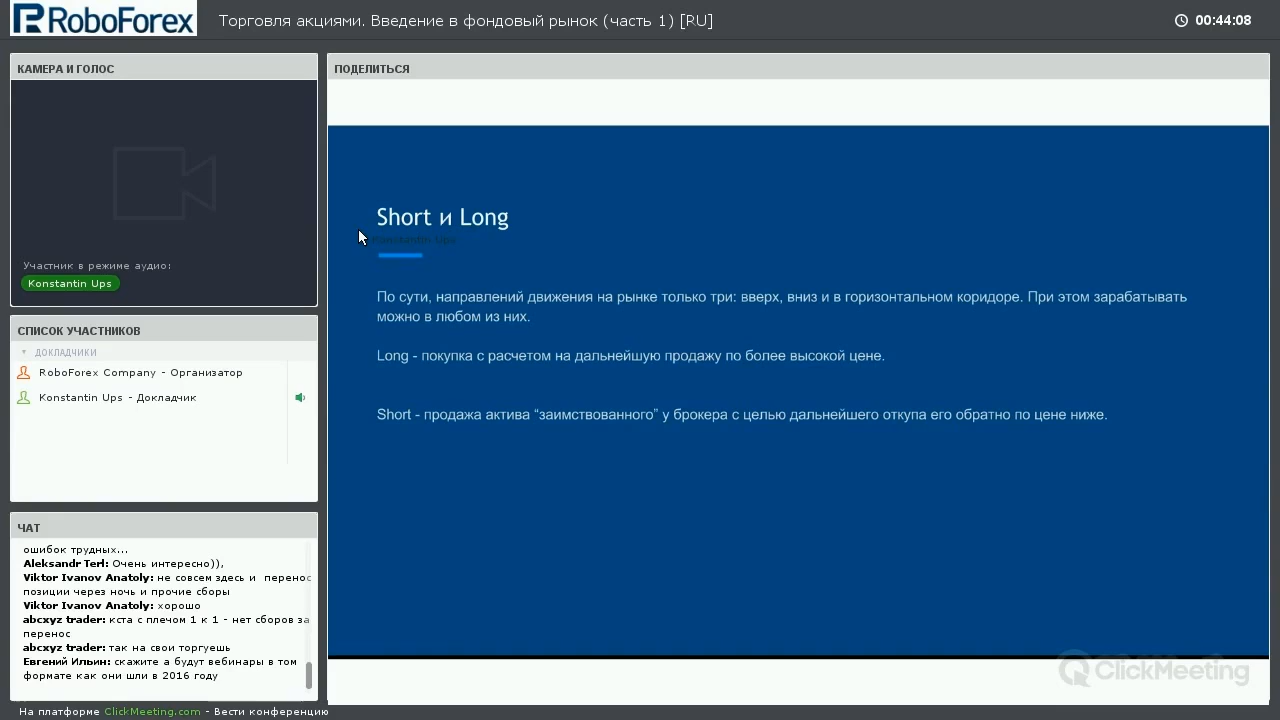 RoboForex
Торговля акциями. Введение в фондовый рынок (часть 1) [RU]
00:44:08
КАМЕРА И ГОЛОС
Участник в режиме аудио:
Konstantin Ups
СПИСОК УЧАСТНИКОВ
ДОКЛАДЧИКИ
RoboForex Company - Организатор
Konstantin Ups - Докладчик
ЧАТ
ошибок трудных...
Aleksandr Terl: Очень интересно)),
Viktor Ivanov Anatoly: не совсем здесь и перенос
позиции через ночь и прочие сборы
Viktor Ivanov Anatoly: хорошо
abcxyz trader: кста с плечом 1 к 1 - нет сборов за
перенос
abcxyz trader: так на свои торгуешь
Евгений Ильин: скажите а будут вебинары в том
формате как они шли в 2016 году
На платформе ClickMeeting.com - Вести конференцию
ПОДЕЛИТЬСЯ
Short и Long
Konstantin Ups
По сути, направлений движения на рынке только три: вверх, вниз и в горизонтальном коридоре. При этом зарабатывать
можно в любом из них.
Long - покупка с расчетом на дальнейшую продажу по более высокой цене.
Short - продажа актива “заимствованного” у брокера с целью дальнейшего откупа его обратно по цене ниже.
ClickMeeting